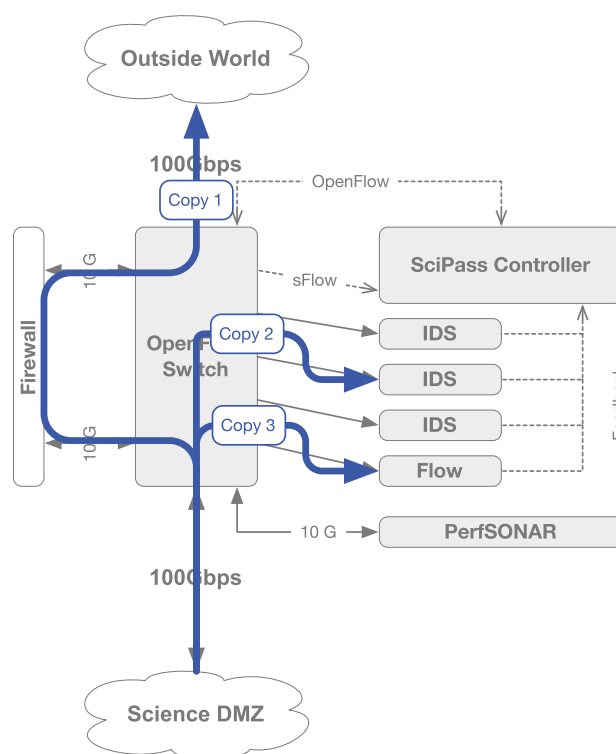 Outside World
100Gbps
Copy 1
OpenFlow
SciPass Controller
10 G
sFlow
Firewall
IDS
Copy 2
Switch
IDS
Copy 3
IDS
10 G
Flow
10 G
PerfSONAR
100Gbps
Science DMZ